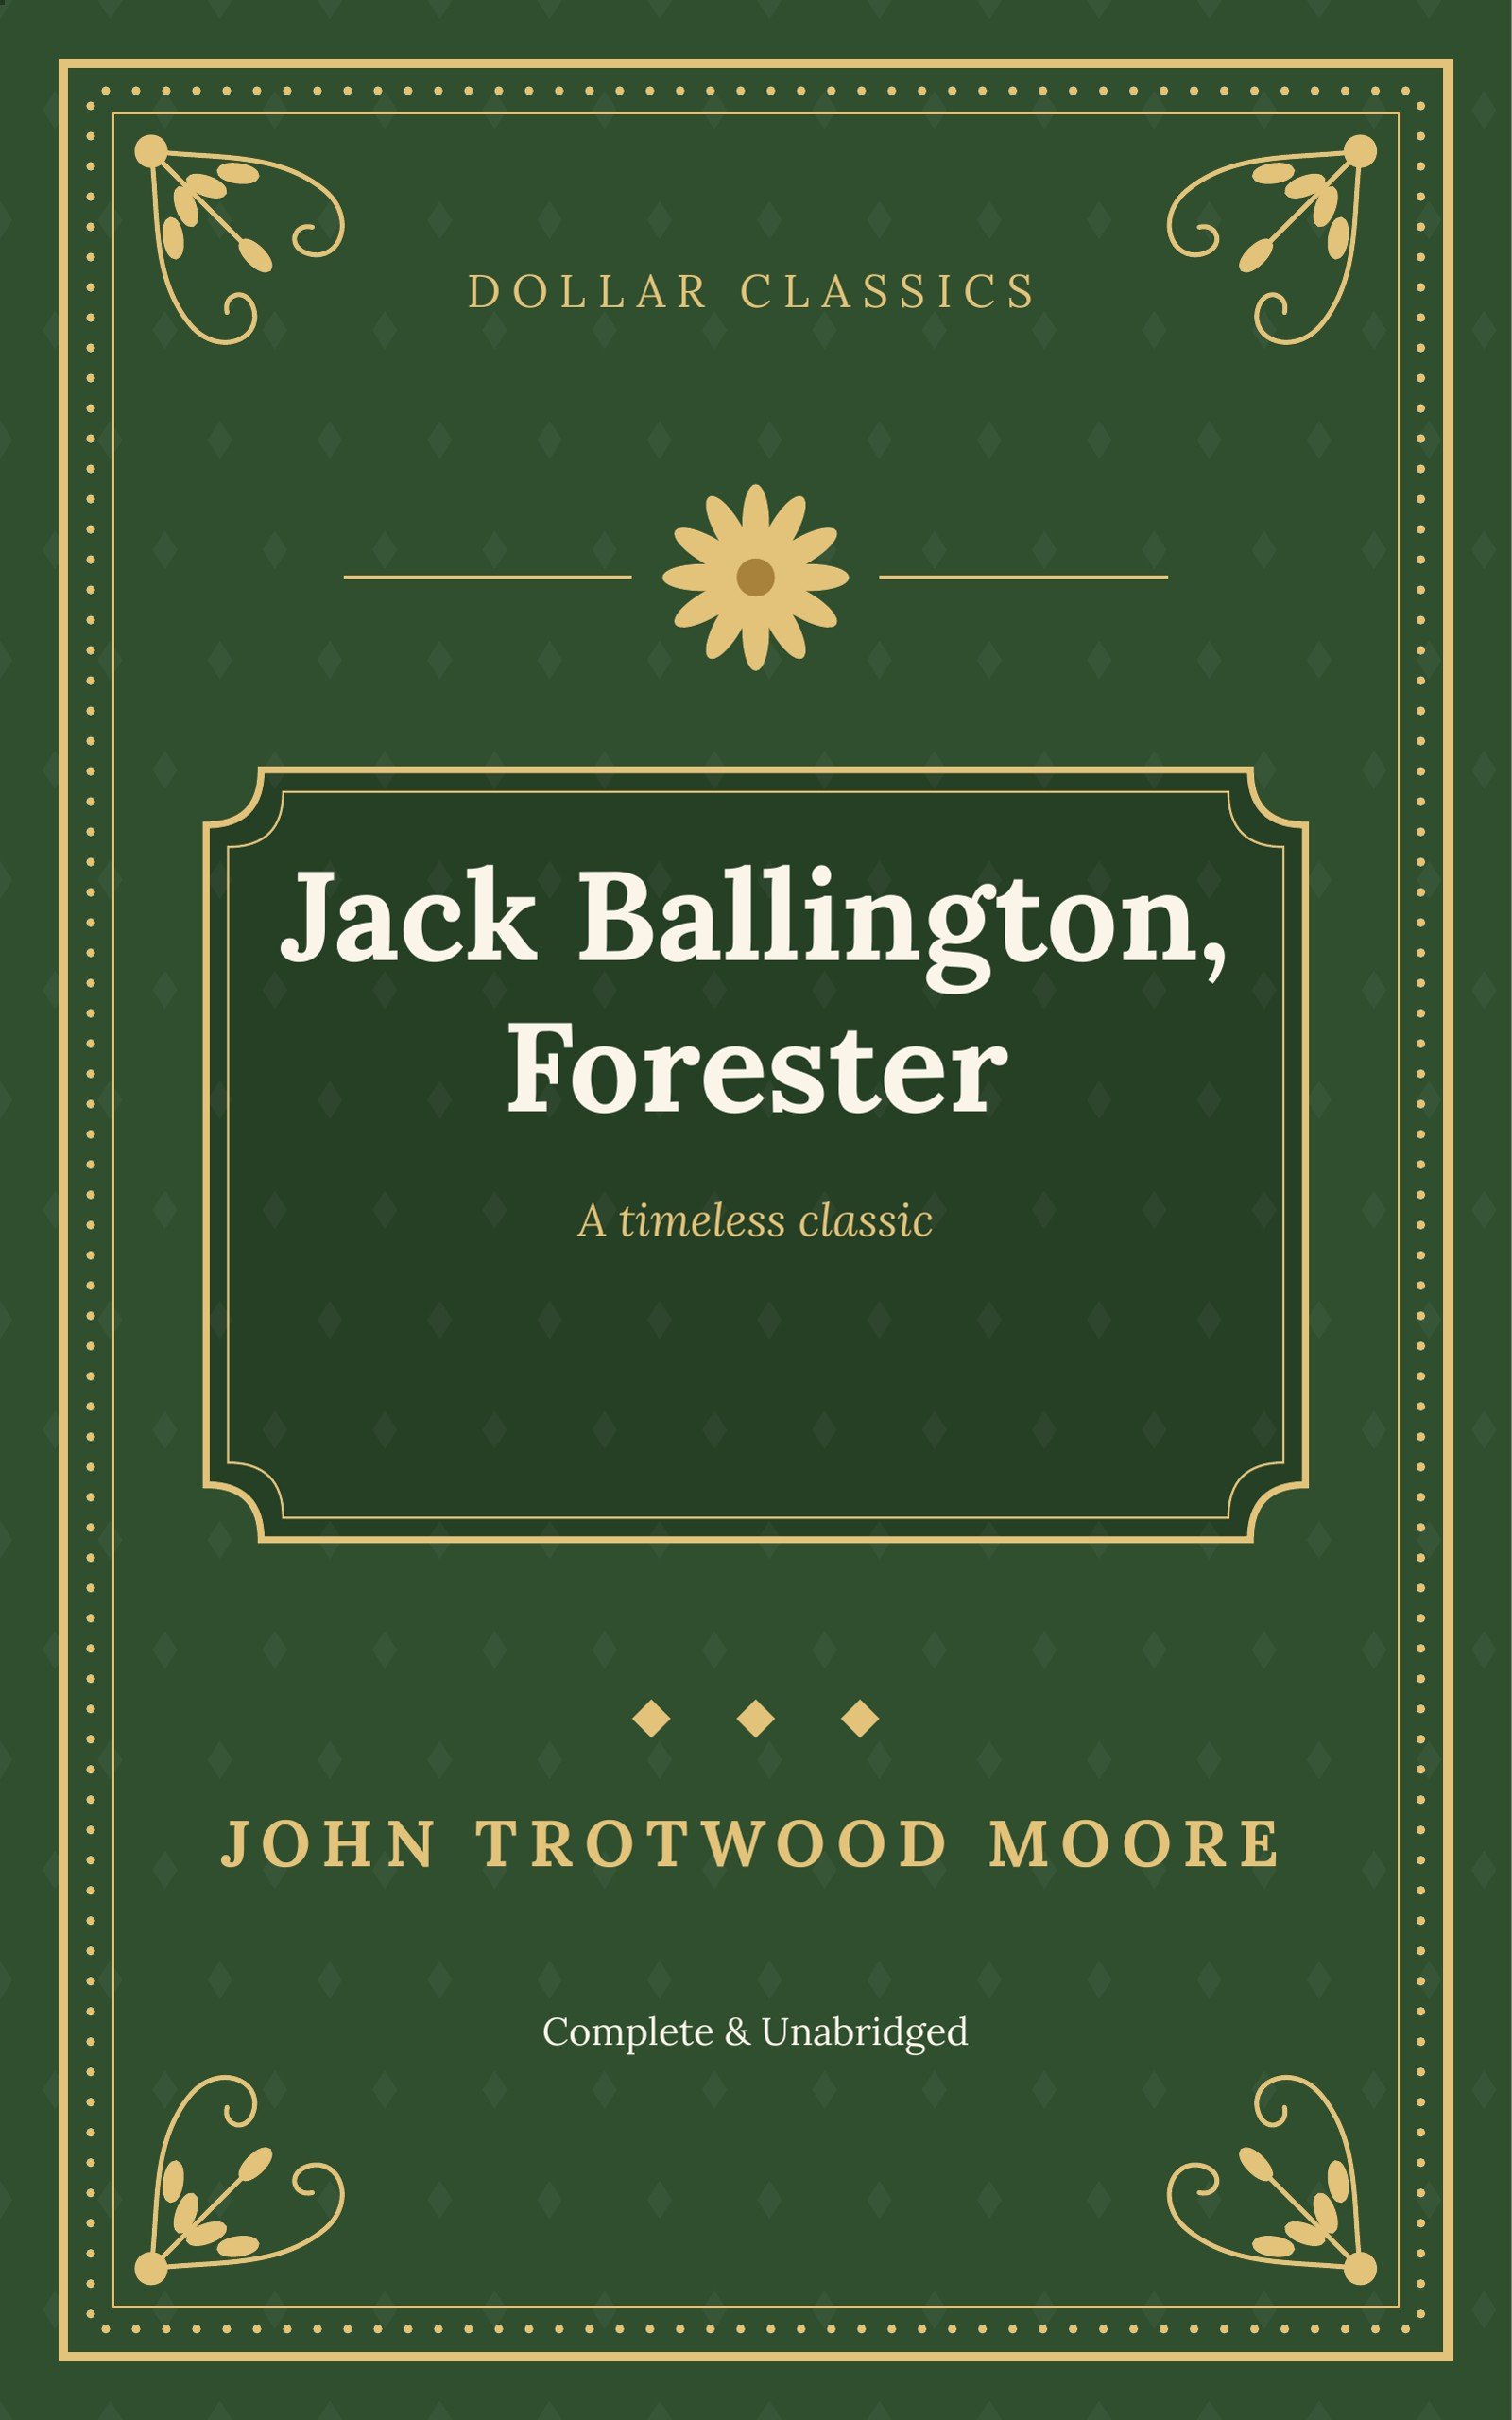 DOLLAR CLASSICS
Jack Ballington,
Forester
A timeless classic
JOHN TROTWOOD MOORE
Complete & Unabridged